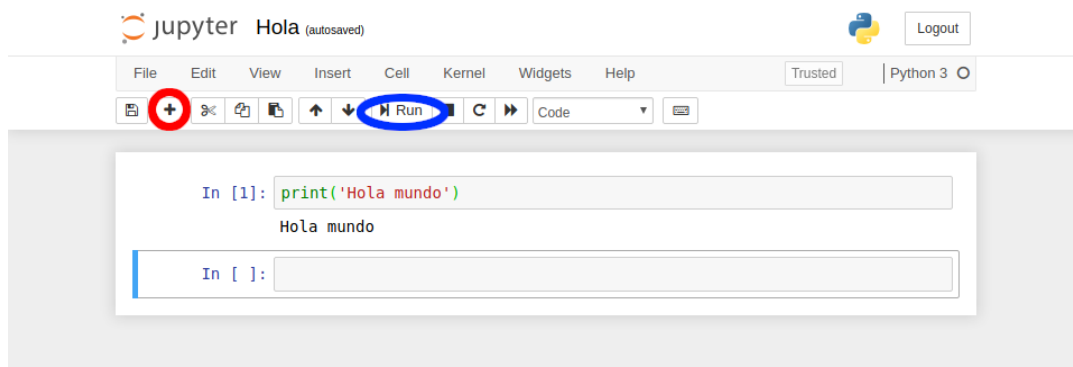 jupyter Hola (autosaved) Logout
File Edit View Insert Cell Kernel Widgets Help Trusted Python 3
Run Code
In [1]: print('Hola mundo')
Hola mundo
In [ ]: